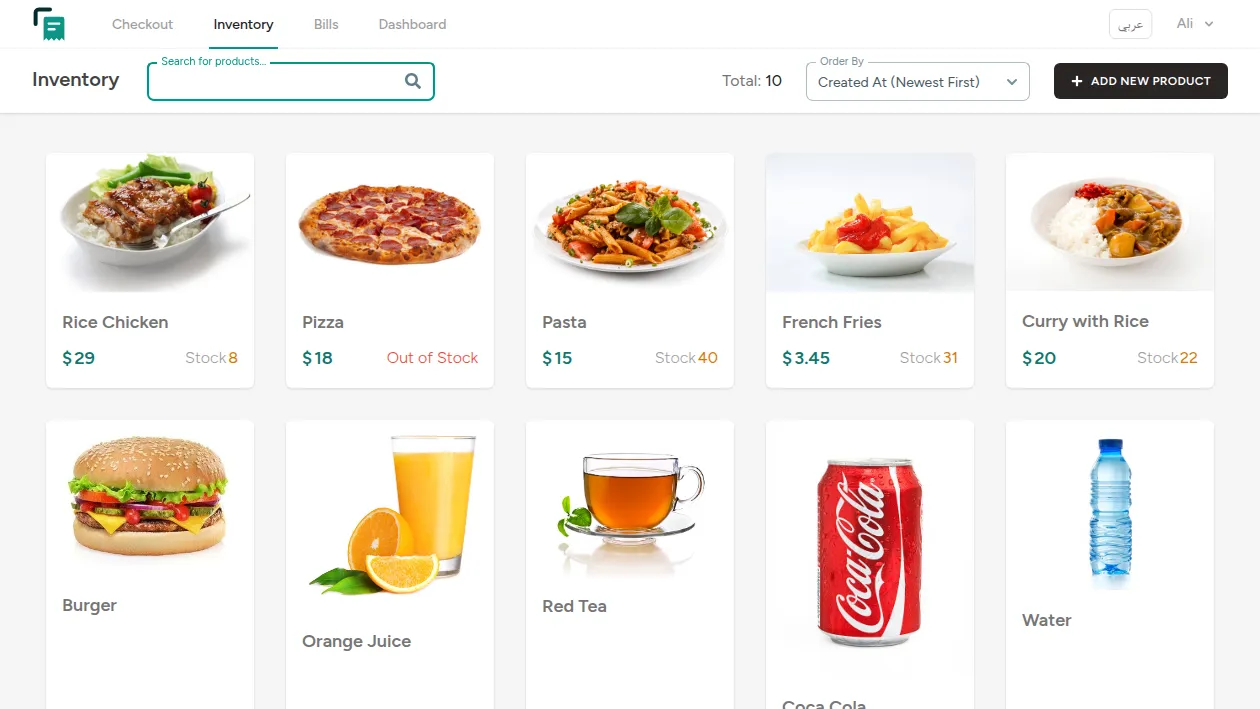 Checkout
Inventory
Bills
Dashboard
عربي
Ali
Inventory
Search for products...
Total: 10
Order By
Created At (Newest First)
ADD NEW PRODUCT
Rice Chicken
$29
Stock 8
Pizza
$18
Out of Stock
Pasta
$15
Stock 40
French Fries
$3.45
Stock 31
Curry with Rice
$20
Stock 22
Burger
Orange Juice
Red Tea
Coca-Cola
Coca Cola
Water